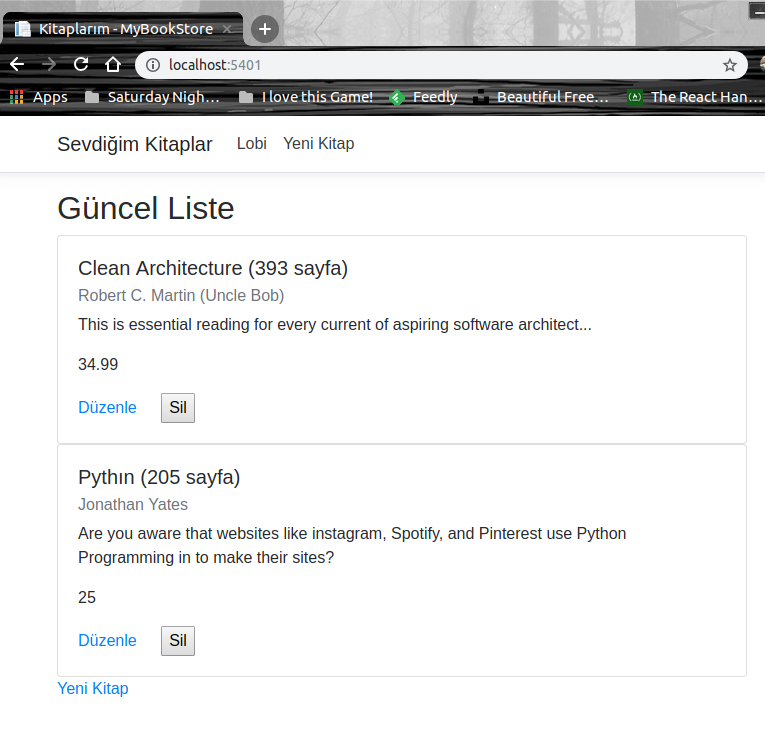 Kitaplarım - MyBookStore
localhost:5401
Apps Saturday Nigh… I love this Game! Feedly Beautiful Free… The React Han…
Sevdiğim Kitaplar Lobi Yeni Kitap
Güncel Liste
Clean Architecture (393 sayfa)
Robert C. Martin (Uncle Bob)
This is essential reading for every current of aspiring software architect...
34.99
Düzenle Sil
Pythın (205 sayfa)
Jonathan Yates
Are you aware that websites like instagram, Spotify, and Pinterest use Python
Programming in to make their sites?
25
Düzenle Sil
Yeni Kitap